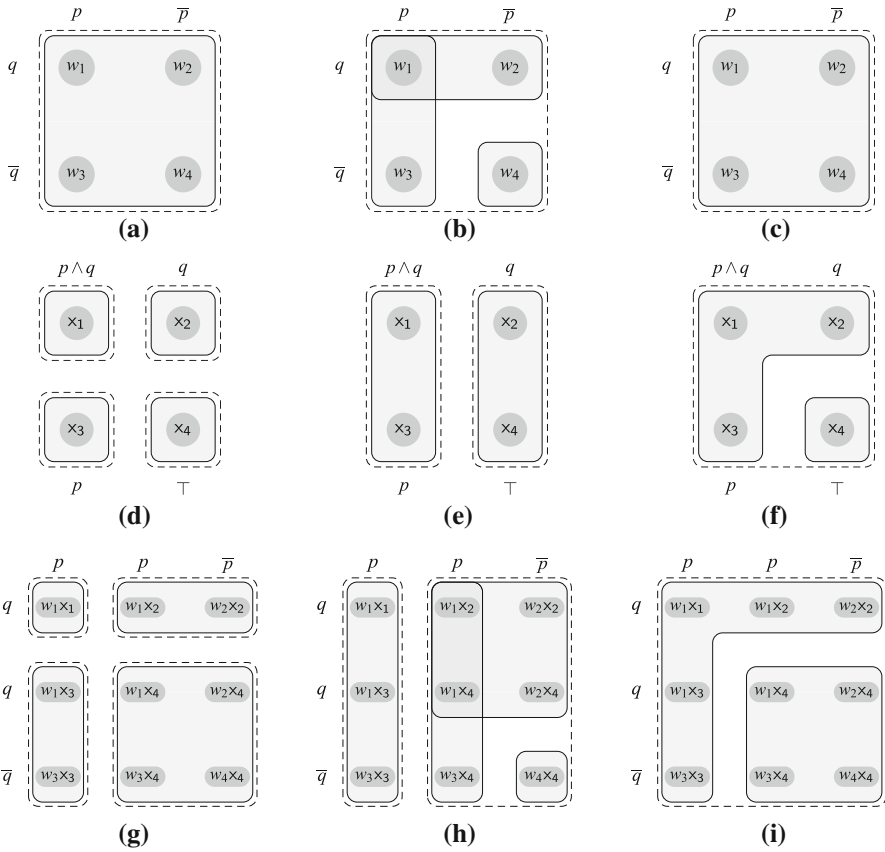 p p̅ p p̅ p p̅
q w₁ w₂ q w₁ w₂ q w₁ w₂
q̅ w₃ w₄ q̅ w₃ w₄ q̅ w₃ w₄
(a) (b) (c)
p ∧ q q p ∧ q q p ∧ q q
x₁ x₂ x₁ x₂ x₁ x₂
x₃ x₄ x₃ x₄ x₃ x₄
p ⊤ p ⊤ p ⊤
(d) (e) (f)
p p p̅ p p p̅ p p p̅
q w₁x₁ w₁x₂ w₂x₂ q w₁x₁ w₁x₂ w₂x₂ q w₁x₁ w₁x₂ w₂x₂
q w₁x₃ w₁x₄ w₂x₄ q w₁x₃ w₁x₄ w₂x₄ q w₁x₃ w₁x₄ w₂x₄
q̅ w₃x₃ w₃x₄ w₄x₄ q̅ w₃x₃ w₃x₄ w₄x₄ q̅ w₃x₃ w₃x₄ w₄x₄
(g) (h) (i)